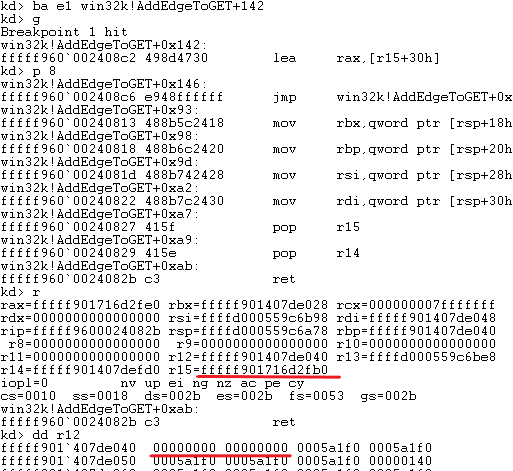 kd> ba e1 win32k!AddEdgeToGET+142
kd> g
Breakpoint 1 hit
win32k!AddEdgeToGET+0x142:
fffff960`002408c2 498d4730 lea rax,[r15+30h]
kd> p 8
win32k!AddEdgeToGET+0x146:
fffff960`002408c6 e948ffffff jmp win32k!AddEdgeToGET+0x
win32k!AddEdgeToGET+0x93:
fffff960`00240813 488b5c2418 mov rbx,qword ptr [rsp+18h
win32k!AddEdgeToGET+0x98:
fffff960`00240818 488b6c2420 mov rbp,qword ptr [rsp+20h
win32k!AddEdgeToGET+0x9d:
fffff960`0024081d 488b742428 mov rsi,qword ptr [rsp+28h
win32k!AddEdgeToGET+0xa2:
fffff960`00240822 488b7c2430 mov rdi,qword ptr [rsp+30h
win32k!AddEdgeToGET+0xa7:
fffff960`00240827 415f pop r15
win32k!AddEdgeToGET+0xa9:
fffff960`00240829 415e pop r14
win32k!AddEdgeToGET+0xab:
fffff960`0024082b c3 ret
kd> r
rax=fffff901716d2fe0 rbx=fffff901407de028 rcx=000000007fffffff
rdx=0000000000000000 rsi=ffffd000559c6b98 rdi=fffff901407de048
rip=fffff9600024082b rsp=ffffd000559c6a78 rbp=fffff901407de040
r8=0000000000000000 r9=0000000000000000 r10=0000000000000000
r11=0000000000000000 r12=fffff901407de040 r13=ffffd000559c6be8
r14=fffff901407defd0 r15=fffff901716d2fb0
iopl=0 nv up ei ng nz ac pe cy
cs=0010 ss=0018 ds=002b es=002b fs=0053 gs=002b
win32k!AddEdgeToGET+0xab:
fffff960`0024082b c3 ret
kd> dd r12
fffff901`407de040 00000000 00000000 0005a1f0 0005a1f0
fffff901`407de050 0005a1f0 0005a1f0 00000000 00000140